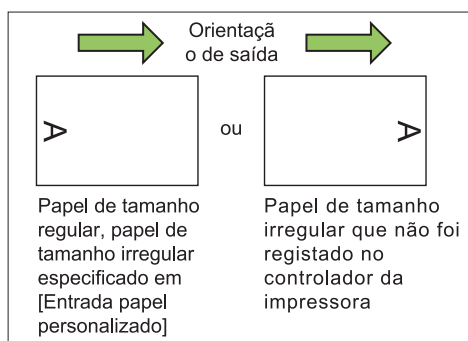 Orientaçã
o de saída
A
ou
A
Papel de tamanho
regular, papel de
tamanho irregular
especificado em
[Entrada papel
personalizado]
Papel de tamanho
irregular que não foi
registado no
controlador da
impressora